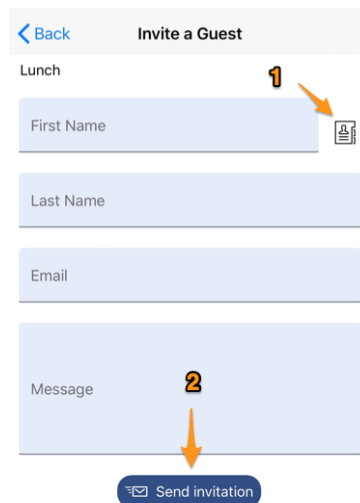 Back Invite a Guest
Lunch
1
First Name
Last Name
Email
Message
2
Send invitation